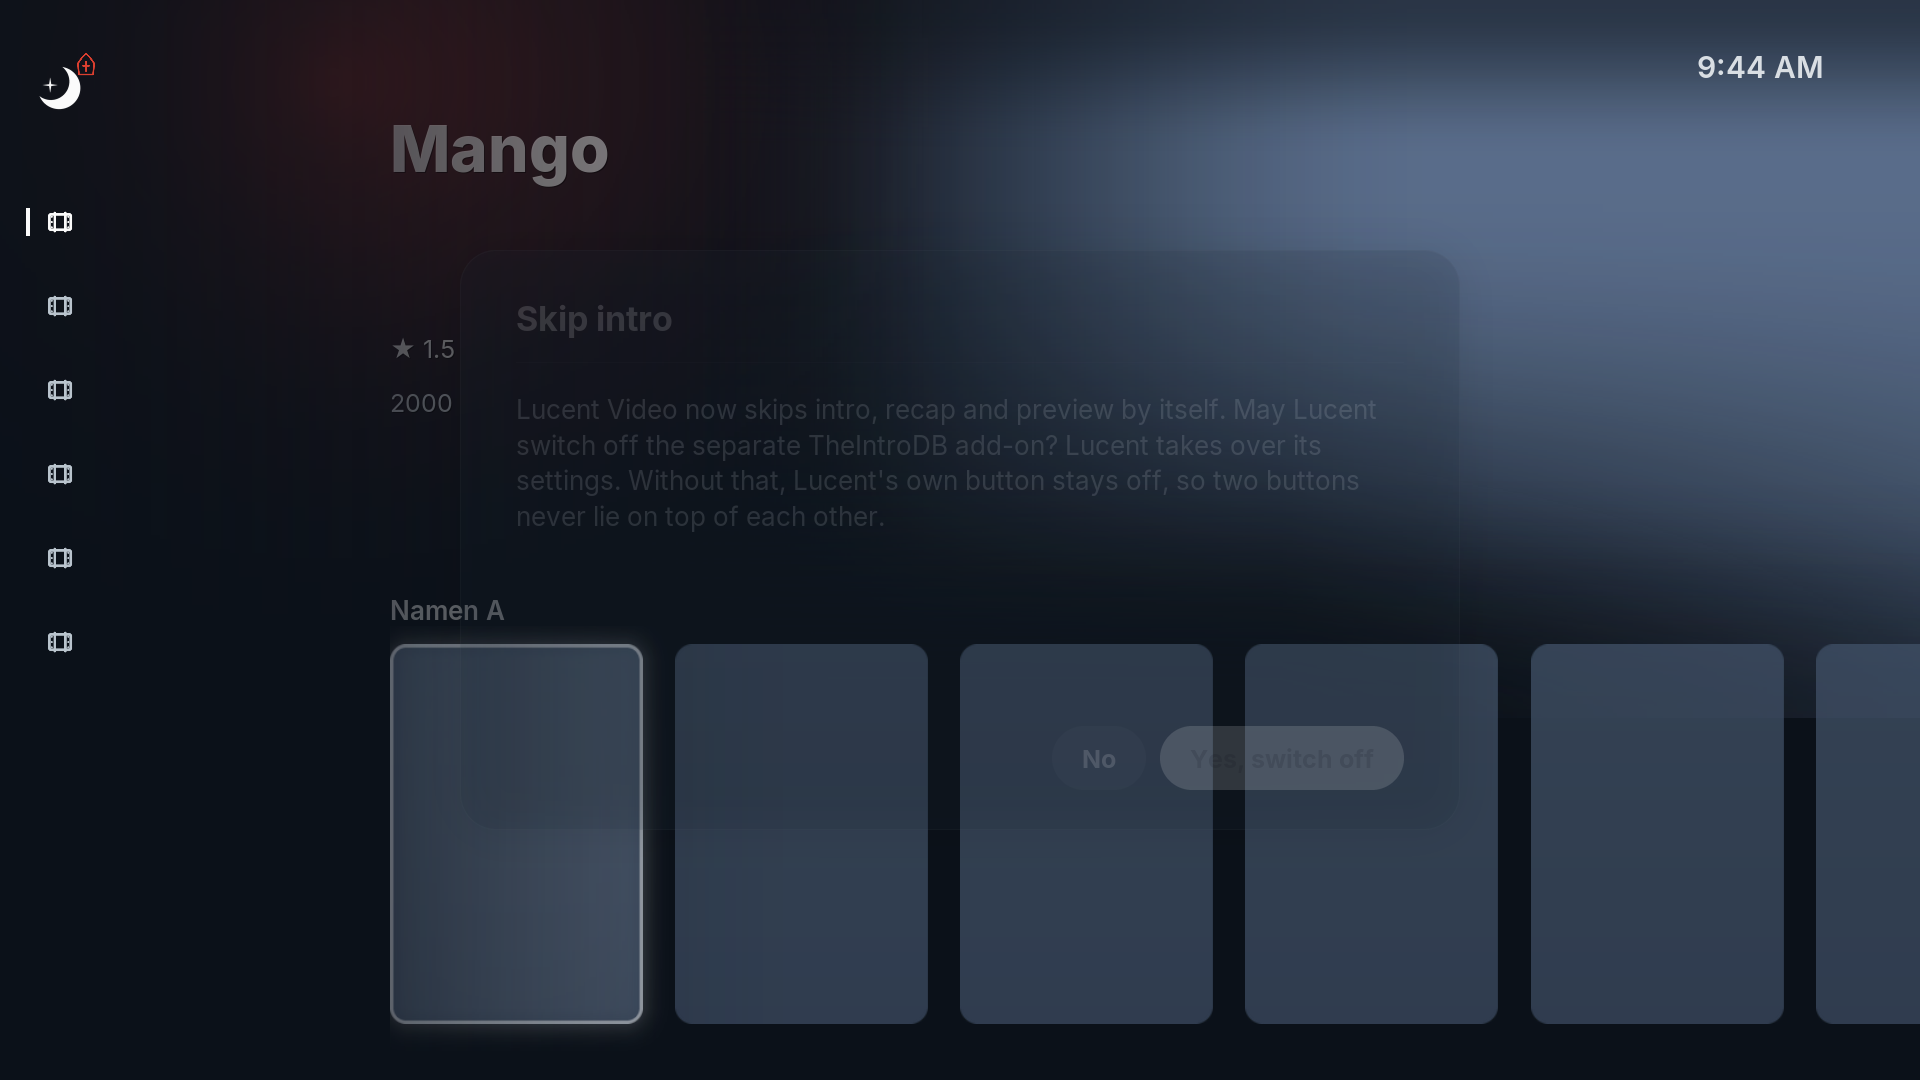 9:44 AM
Mango
Skip intro
★ 1.5
2000
Lucent Video now skips intro, recap and preview by itself. May Lucent
switch off the separate TheIntroDB add-on? Lucent takes over its
settings. Without that, Lucent's own button stays off, so two buttons
never lie on top of each other.
Namen A
No
Yes, switch off